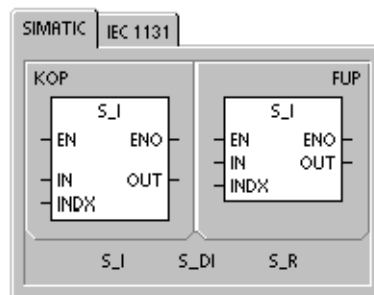 SIMATIC IEC 1131
KOP FUP
S_I S_I
EN ENO EN ENO
IN OUT IN OUT
INDX INDX
S_I S_DI S_R